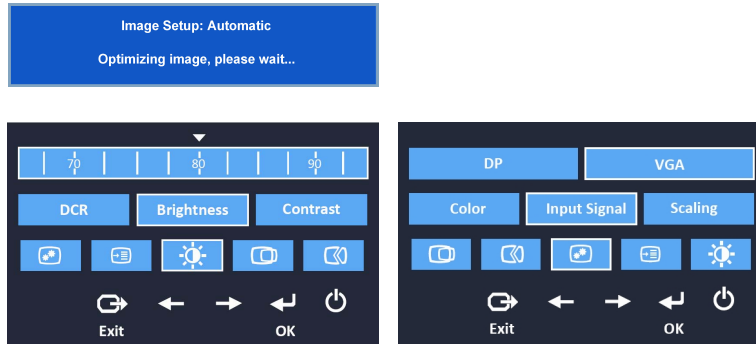 Image Setup: Automatic
Optimizing image, please wait...
70 80 90
DCR Brightness Contrast
Exit OK
DP VGA
Color Input Signal Scaling
Exit OK